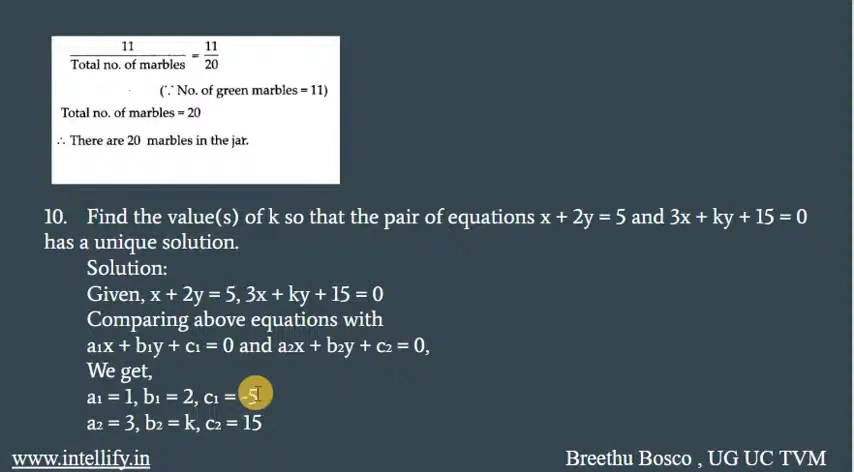 11 / Total no. of marbles = 11 / 20
(∵ No. of green marbles = 11)
Total no. of marbles = 20
∴ There are 20 marbles in the jar.
10. Find the value(s) of k so that the pair of equations x + 2y = 5 and 3x + ky + 15 = 0
has a unique solution.
Solution:
Given, x + 2y = 5, 3x + ky + 15 = 0
Comparing above equations with
a₁x + b₁y + c₁ = 0 and a₂x + b₂y + c₂ = 0,
We get,
a₁ = 1, b₁ = 2, c₁ = -5
a₂ = 3, b₂ = k, c₂ = 15
www.intellify.in
Breethu Bosco , UG UC TVM